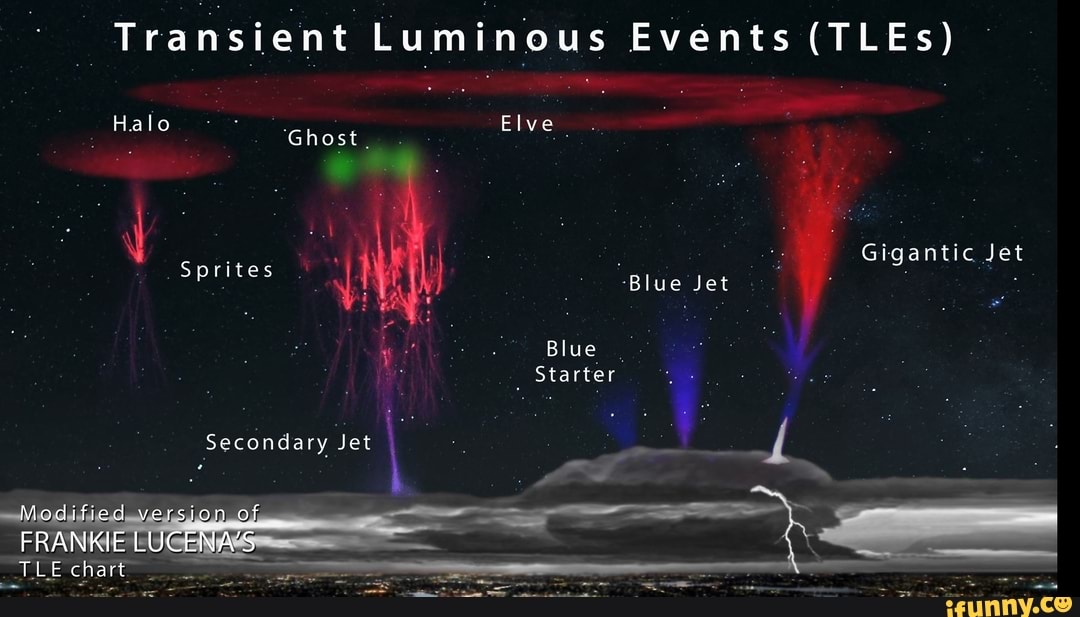 Transient Luminous Events (TLEs)
Halo
Ghost
Elve
Sprites
Gigantic Jet
Blue Jet
Blue
Starter
Secondary Jet
Modified version of
FRANKIE LUCENA'S
TLE chart
ifunny.co